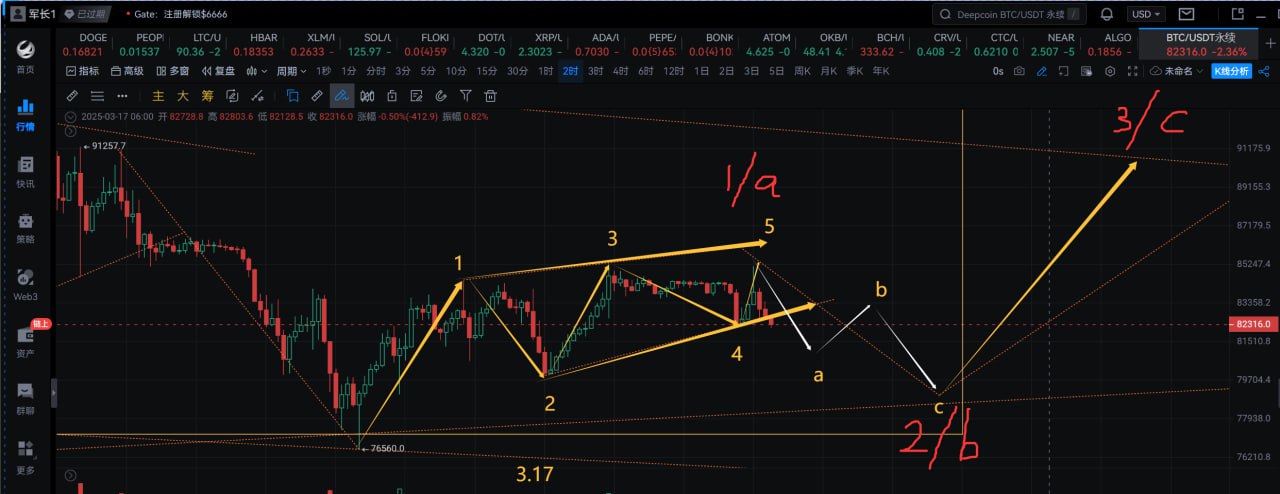 军长1 已过期 • Gate: 注册解锁$6666 Deepcoin BTC/USDT 永续 / USD
DOGE PEOPI LTC/U HBAR XLM/I SOL/U FLOKI DOT/U XRP/U ADA/U PEPE/ BONK ATOM OKB/U BCH/U CRV/U CTC/U NEAR ALGO BTC/USDT永续
0.16821 0.01537 90.36 -2 0.18353 0.2633 - 125.97 - 0.0{4}59 4.320 -0 2.3023 - 0.7030 - 0.0{5}65 0.0{4}10 4.625 -0 48.41 4. 333.62 - 0.408 -2 0.6210 0 2.507 -5 0.1856 - 82316.0 -2.36%
指标 高级 多窗 复盘 周期 1秒 1分 分时 3分 5分 10分 15分 30分 1时 2时 3时 4时 6时 12时 1日 2日 3日 5日 周K 月K 季K 年K 0s 未命名 K线分析
主 大 筹
2025-03-17 06:00 开 82728.8 高 82803.6 低 82128.5 收 82316.0 涨幅 -0.50%(-412.9) 振幅 0.82%
首页
行情
快讯
策略
Web3
链上
资产
群聊
更多
3/c
91257.7
91175.9
1/a
89155.3
87179.5
5
3
1
85247.4
b
83358.2
82316.0
4
81510.8
a
2
79704.4
c
2/b
77938.0
76560.0
3.17
76210.8